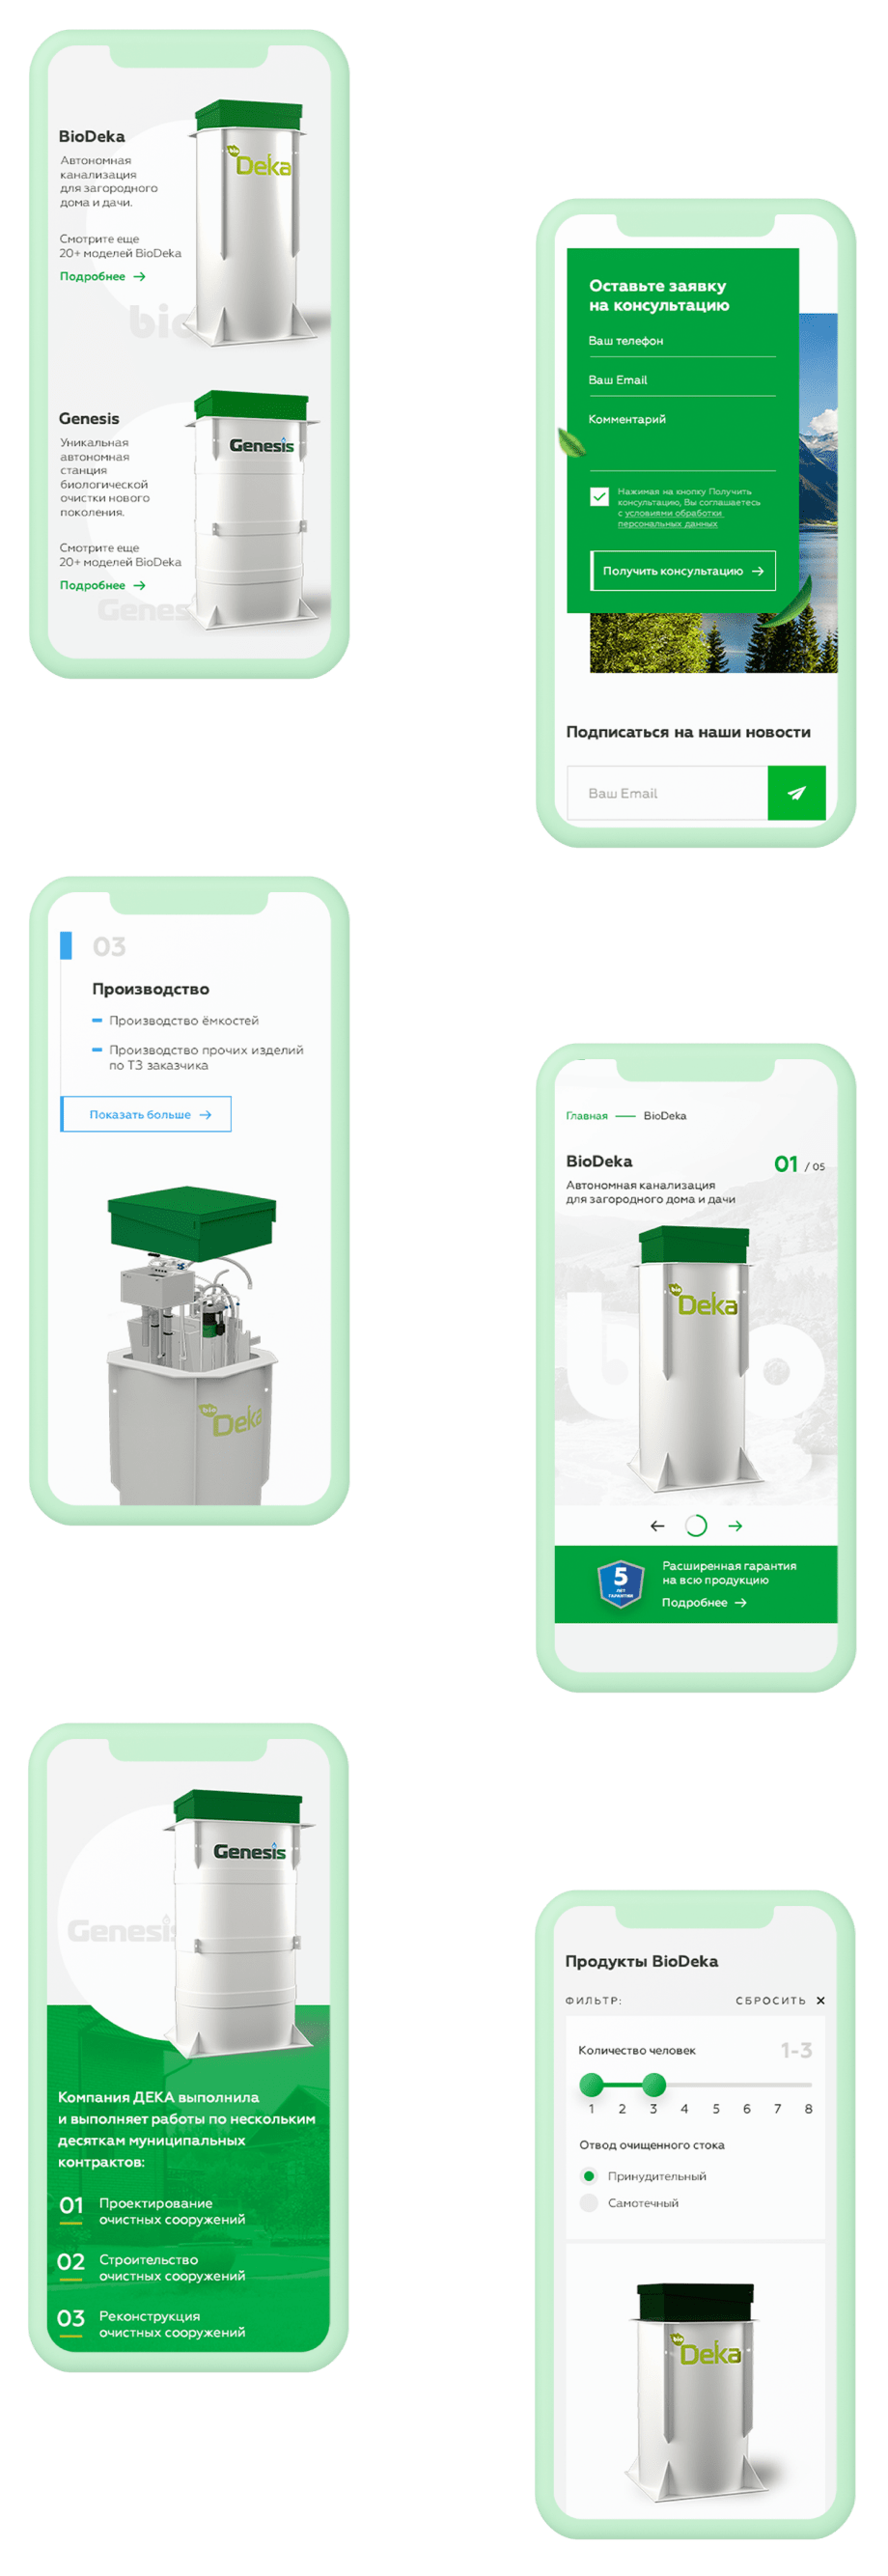 BioDeka
Автономная
канализация
для загородного
дома и дачи.
Смотрите еще
20+ моделей BioDeka
Подробнее →
bio
bio
Deka
Genesis
Уникальная
автономная
станция
биологической
очистки нового
поколения.
Смотрите еще
20+ моделей BioDeka
Подробнее →
Genes
Genesis
Оставьте заявку
на консультацию
Ваш телефон
Ваш Email
Комментарий
Нажимая на кнопку Получить
консультацию, Вы соглашаетесь
с условиями обработки
персональных данных
Получить консультацию →
Подписаться на наши новости
Ваш Email
03
Производство
Производство ёмкостей
Производство прочих изделий
по ТЗ заказчика
Показать больше →
bio
Deka
Главная — BioDeka
BioDeka
01 / 05
Автономная канализация
для загородного дома и дачи
bio
Deka
bio
← →
5
ЛЕТ
ГАРАНТИИ
Расширенная гарантия
на всю продукцию
Подробнее →
Genesis
Genesis
Компания ДЕКА выполнила
и выполняет работы по нескольким
десяткам муниципальных
контрактов:
01 Проектирование
очистных сооружений
02 Строительство
очистных сооружений
03 Реконструкция
очистных сооружений
Продукты BioDeka
ФИЛЬТР:
СБРОСИТЬ ×
Количество человек
1-3
1 2 3 4 5 6 7 8
Отвод очищенного стока
Принудительный
Самотечный
bio
Deka